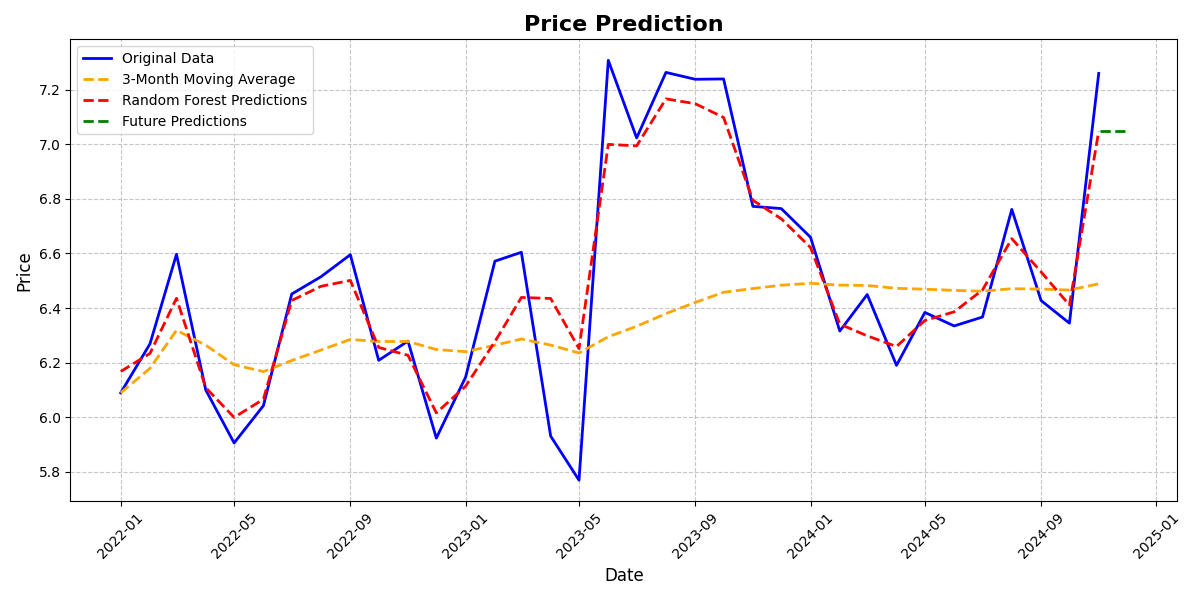 Price Prediction
Original Data
3-Month Moving Average
Random Forest Predictions
Future Predictions
Price
7.2
7.0
6.8
6.6
6.4
6.2
6.0
5.8
2022-01
2022-05
2022-09
2023-01
2023-05
2023-09
2024-01
2024-05
2024-09
2025-01
Date